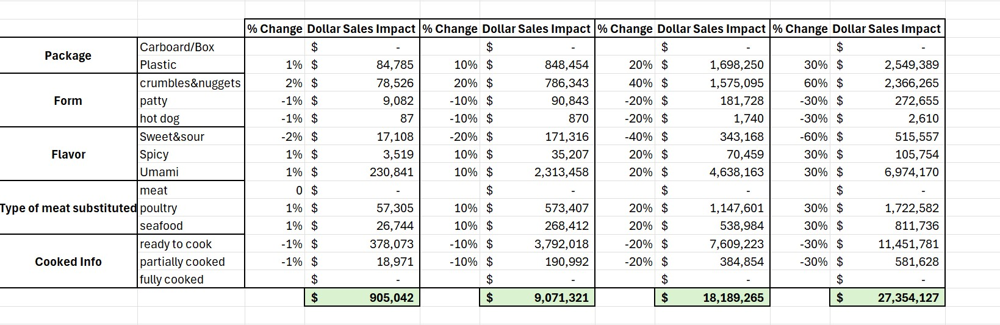 % Change Dollar Sales Impact % Change Dollar Sales Impact % Change Dollar Sales Impact % Change Dollar Sales Impact
Package Carboard/Box $ - $ - $ - $ -
Plastic 1% $ 84,785 10% $ 848,454 20% $ 1,698,250 30% $ 2,549,389
Form crumbles&nuggets 2% $ 78,526 20% $ 786,343 40% $ 1,575,095 60% $ 2,366,265
patty -1% $ 9,082 -10% $ 90,843 -20% $ 181,728 -30% $ 272,655
hot dog -1% $ 87 -10% $ 870 -20% $ 1,740 -30% $ 2,610
Flavor Sweet&sour -2% $ 17,108 -20% $ 171,316 -40% $ 343,168 -60% $ 515,557
Spicy 1% $ 3,519 10% $ 35,207 20% $ 70,459 30% $ 105,754
Umami 1% $ 230,841 10% $ 2,313,458 20% $ 4,638,163 30% $ 6,974,170
Type of meat substituted meat 0 $ - $ - $ - $ -
poultry 1% $ 57,305 10% $ 573,407 20% $ 1,147,601 30% $ 1,722,582
seafood 1% $ 26,744 10% $ 268,412 20% $ 538,984 30% $ 811,736
Cooked Info ready to cook -1% $ 378,073 -10% $ 3,792,018 -20% $ 7,609,223 -30% $ 11,451,781
partially cooked -1% $ 18,971 -10% $ 190,992 -20% $ 384,854 -30% $ 581,628
fully cooked $ - $ - $ - $ -
$ 905,042 $ 9,071,321 $ 18,189,265 $ 27,354,127